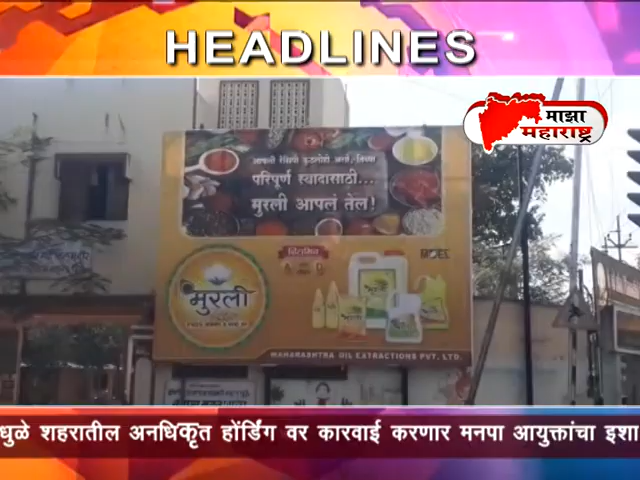 HEADLINES
माझा
महाराष्ट्र
परिपूर्ण स्वादासाठी...
मुरली आपलं तेल!
मुरली
MAHARASHTRA OIL EXTRACTIONS PVT. LTD.
धुळे शहरातील अनधिकृत होंर्डिंग वर कारवाई करणार मनपा आयुक्तांचा इशा